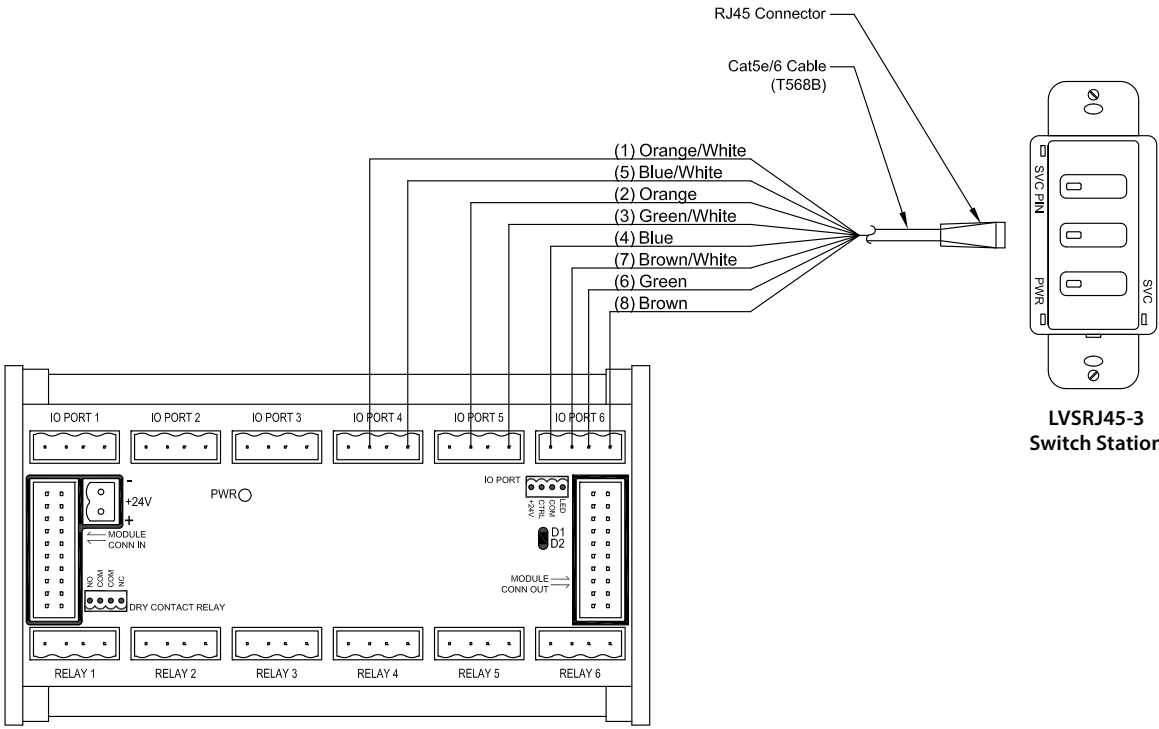 RJ45 Connector
Cat5e/6 Cable
(T568B)
(1) Orange/White
(5) Blue/White
(2) Orange
(3) Green/White
(4) Blue
(7) Brown/White
(6) Green
(8) Brown
SVC PIN
PWR
SVC
LVSRJ45-3
Switch Station
IO PORT 1
IO PORT 2
IO PORT 3
IO PORT 4
IO PORT 5
IO PORT 6
-
+24V
+
MODULE
CONN IN
PWR
IO PORT
+24V
CTRL
COM
LED
D1
D2
MODULE
CONN OUT
NO
COM
COM
NC
DRY CONTACT RELAY
RELAY 1
RELAY 2
RELAY 3
RELAY 4
RELAY 5
RELAY 6